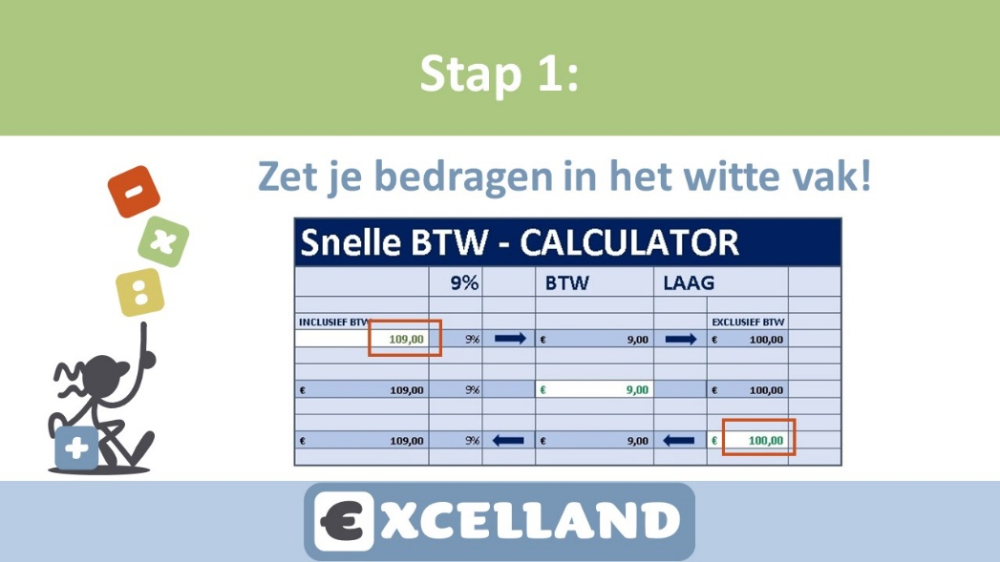 Stap 1:
Zet je bedragen in het witte vak!
Snelle BTW - CALCULATOR
9% BTW LAAG
INCLUSIEF BTW EXCLUSIEF BTW
109,00 9% € 9,00 € 100,00
€ 109,00 9% € 9,00 € 100,00
€ 109,00 9% € 9,00 € 100,00
€XCELLAND